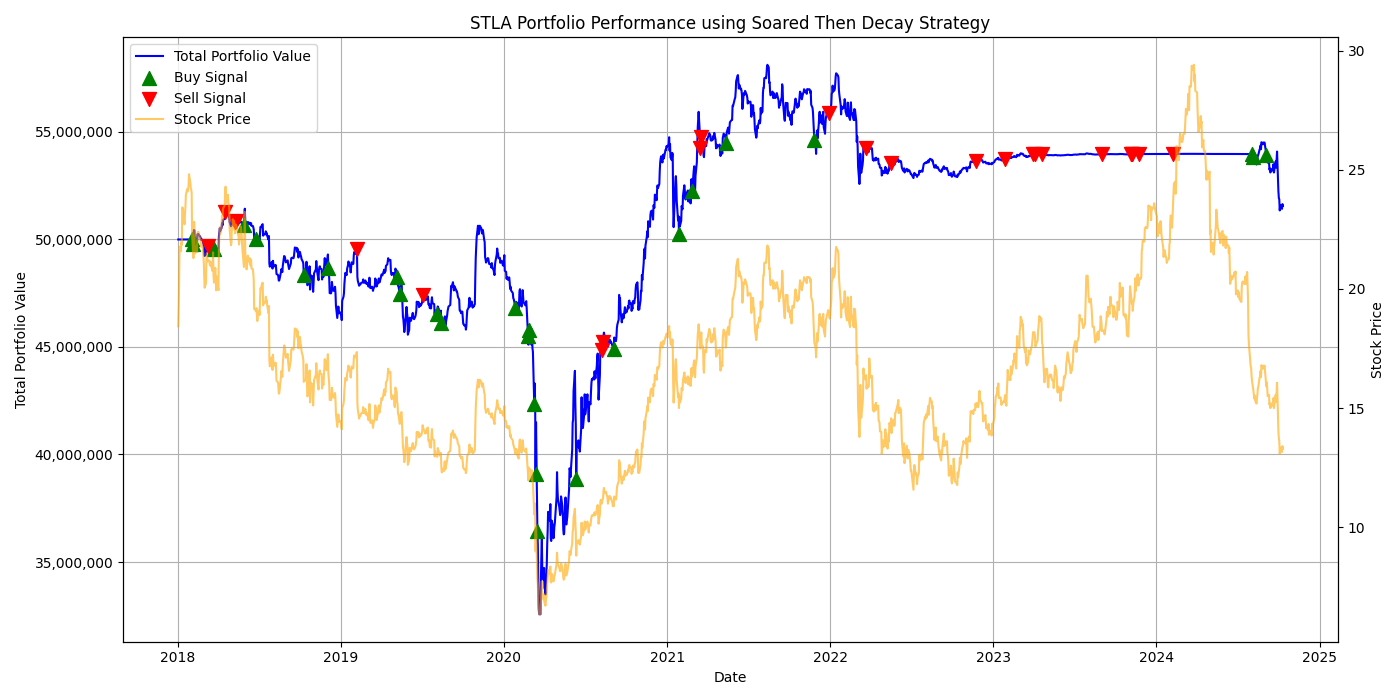 STLA Portfolio Performance using Soared Then Decay Strategy
Total Portfolio Value
Buy Signal
Sell Signal
Stock Price
55,000,000
50,000,000
45,000,000
40,000,000
35,000,000
Total Portfolio Value
30
25
20
15
10
Stock Price
2018
2019
2020
2021
2022
2023
2024
2025
Date